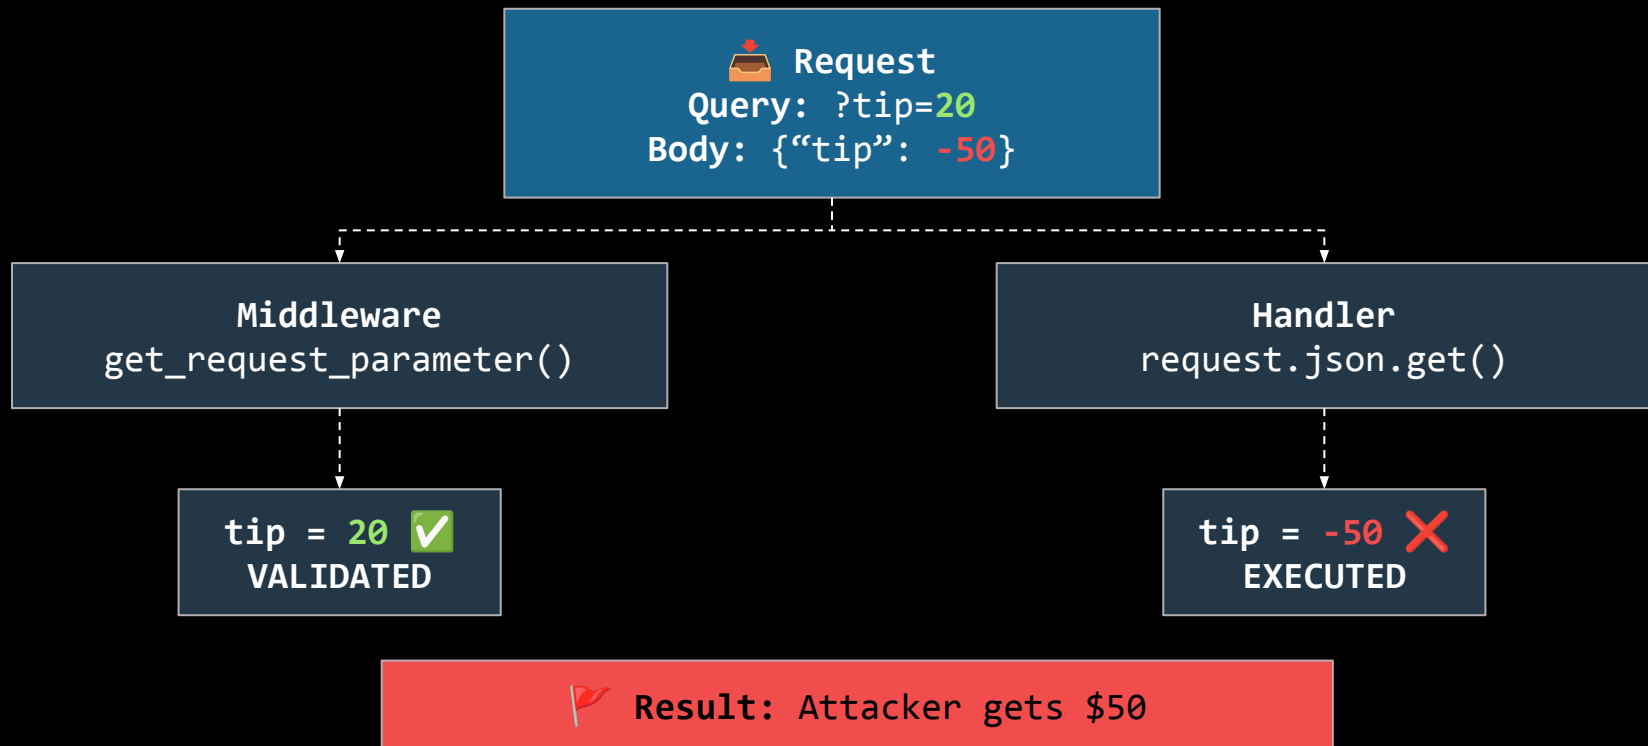 📥 Request
Query: ?tip=20
Body: {“tip”: -50}
Middleware
get_request_parameter()
Handler
request.json.get()
tip = 20 ✅
VALIDATED
tip = -50 ❌
EXECUTED
🚩 Result: Attacker gets $50